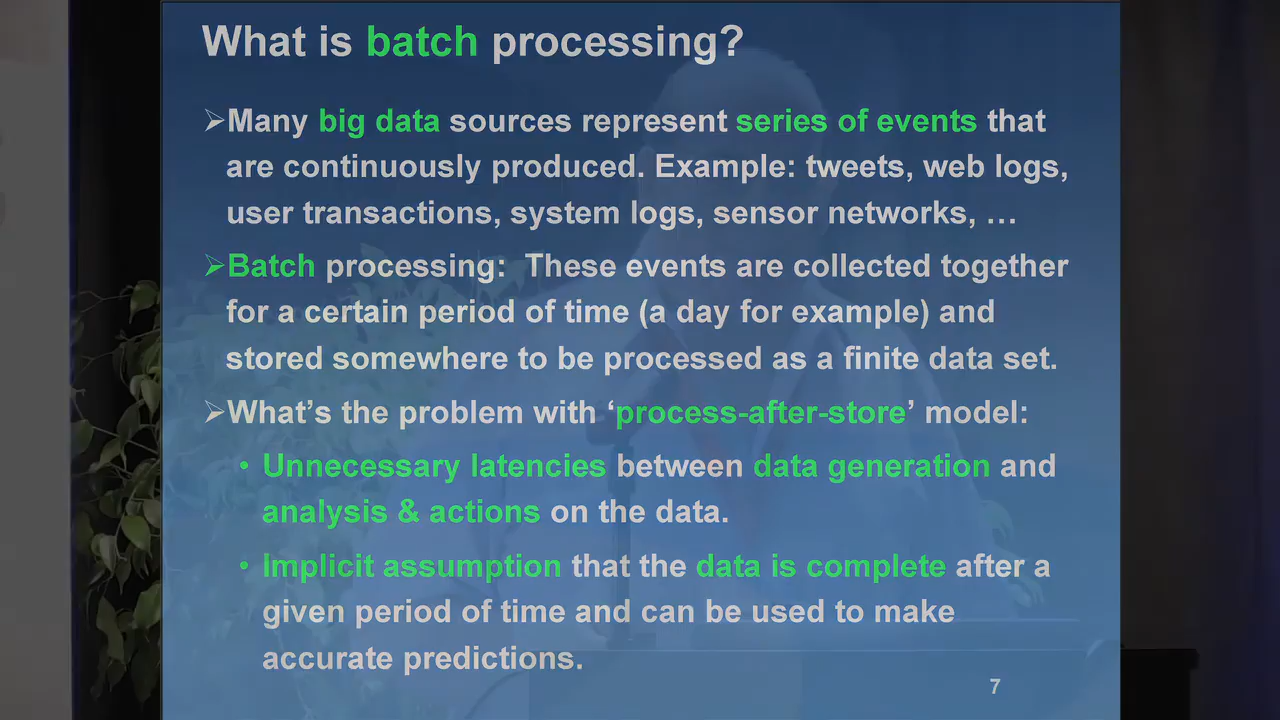 What is batch processing?
➢Many big data sources represent series of events that
are continuously produced. Example: tweets, web logs,
user transactions, system logs, sensor networks, …
➢Batch processing: These events are collected together
for a certain period of time (a day for example) and
stored somewhere to be processed as a finite data set.
➢What’s the problem with ‘process-after-store’ model:
• Unnecessary latencies between data generation and
analysis & actions on the data.
• Implicit assumption that the data is complete after a
given period of time and can be used to make
accurate predictions.
7